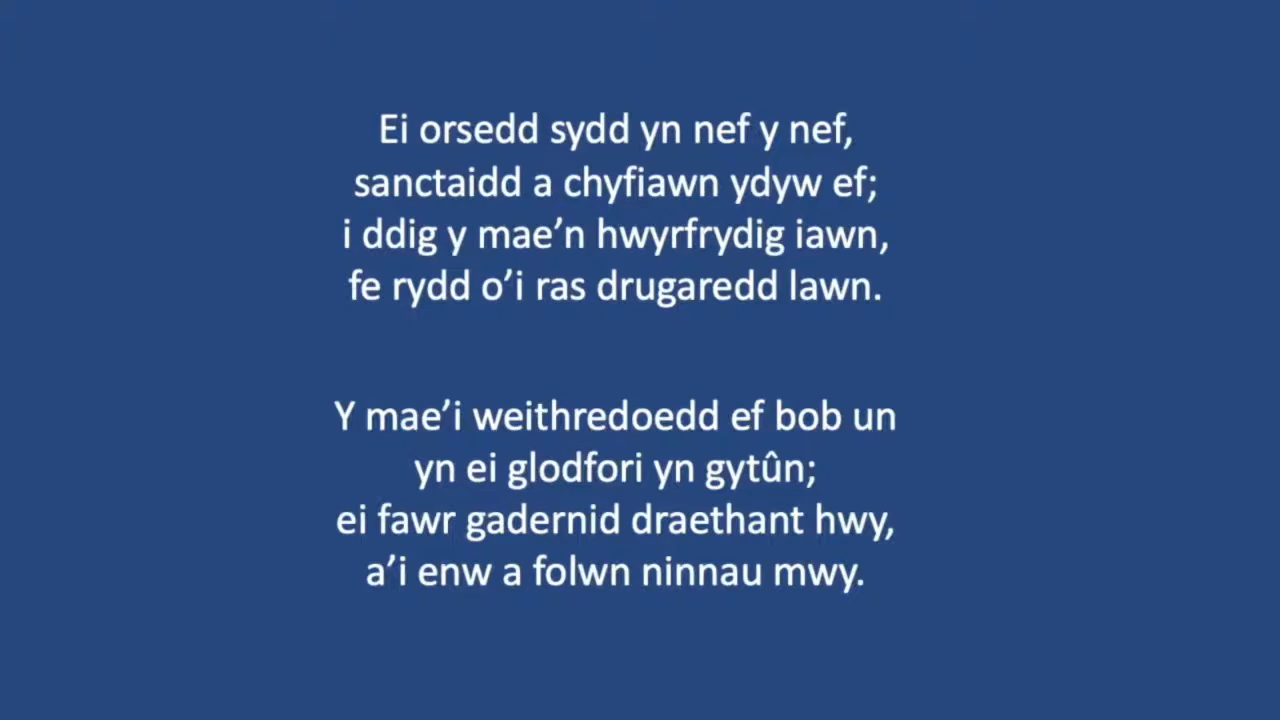 Ei orsedd sydd yn nef y nef,
sanctaidd a chyfiawn ydyw ef;
i ddig y mae’n hwyrfrydig iawn,
fe rydd o’i ras drugaredd lawn.
Y mae’i weithredoedd ef bob un
yn ei glodfori yn gytûn;
ei fawr gadernid draethant hwy,
a’i enw a folwn ninnau mwy.